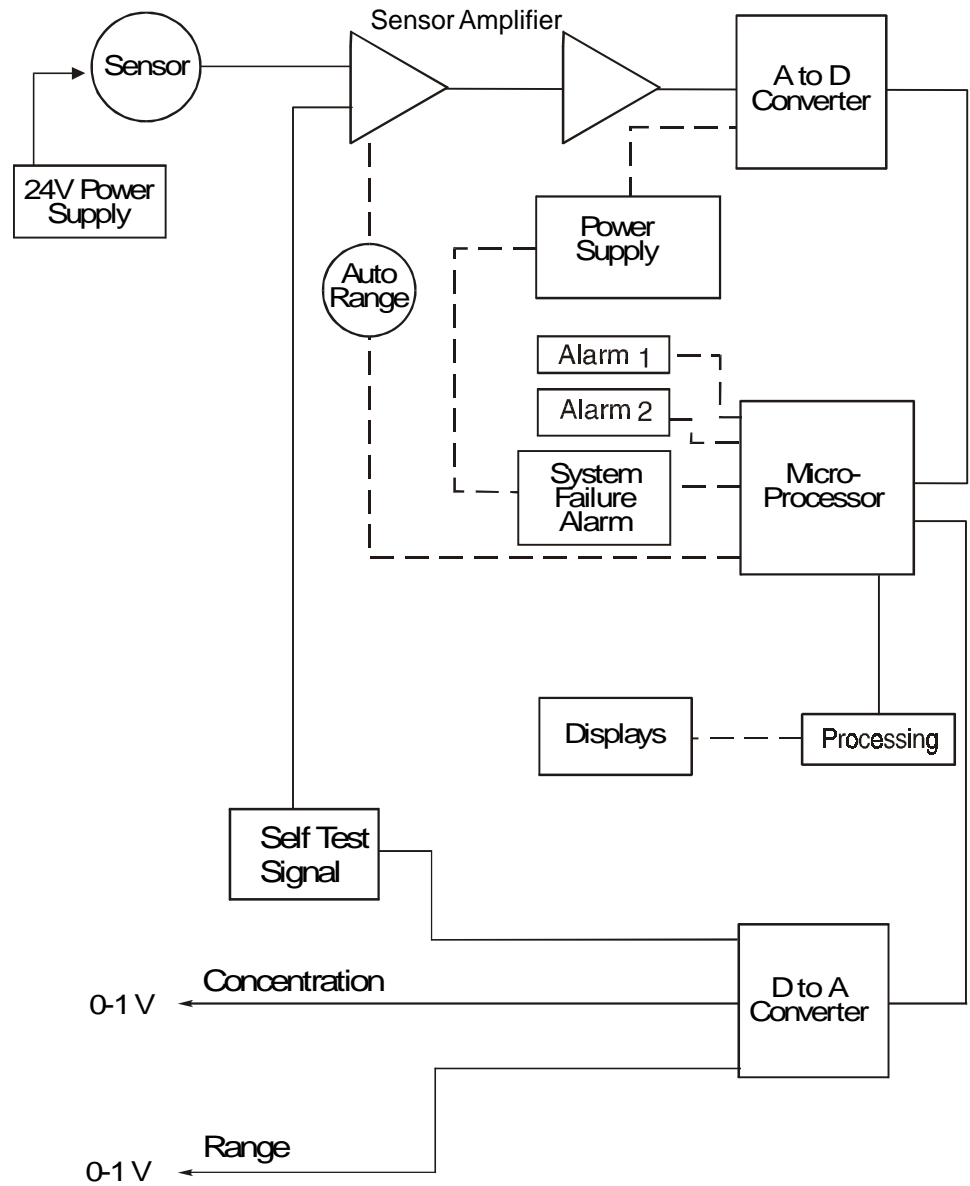 Sensor Amplifier
Sensor
A to D
Converter
24V Power
Supply
Power
Supply
Auto
Range
Alarm 1
Alarm 2
System
Failure
Alarm
Micro-
Processor
Displays
Processing
Self Test
Signal
Concentration
0-1 V
D to A
Converter
Range
0-1 V